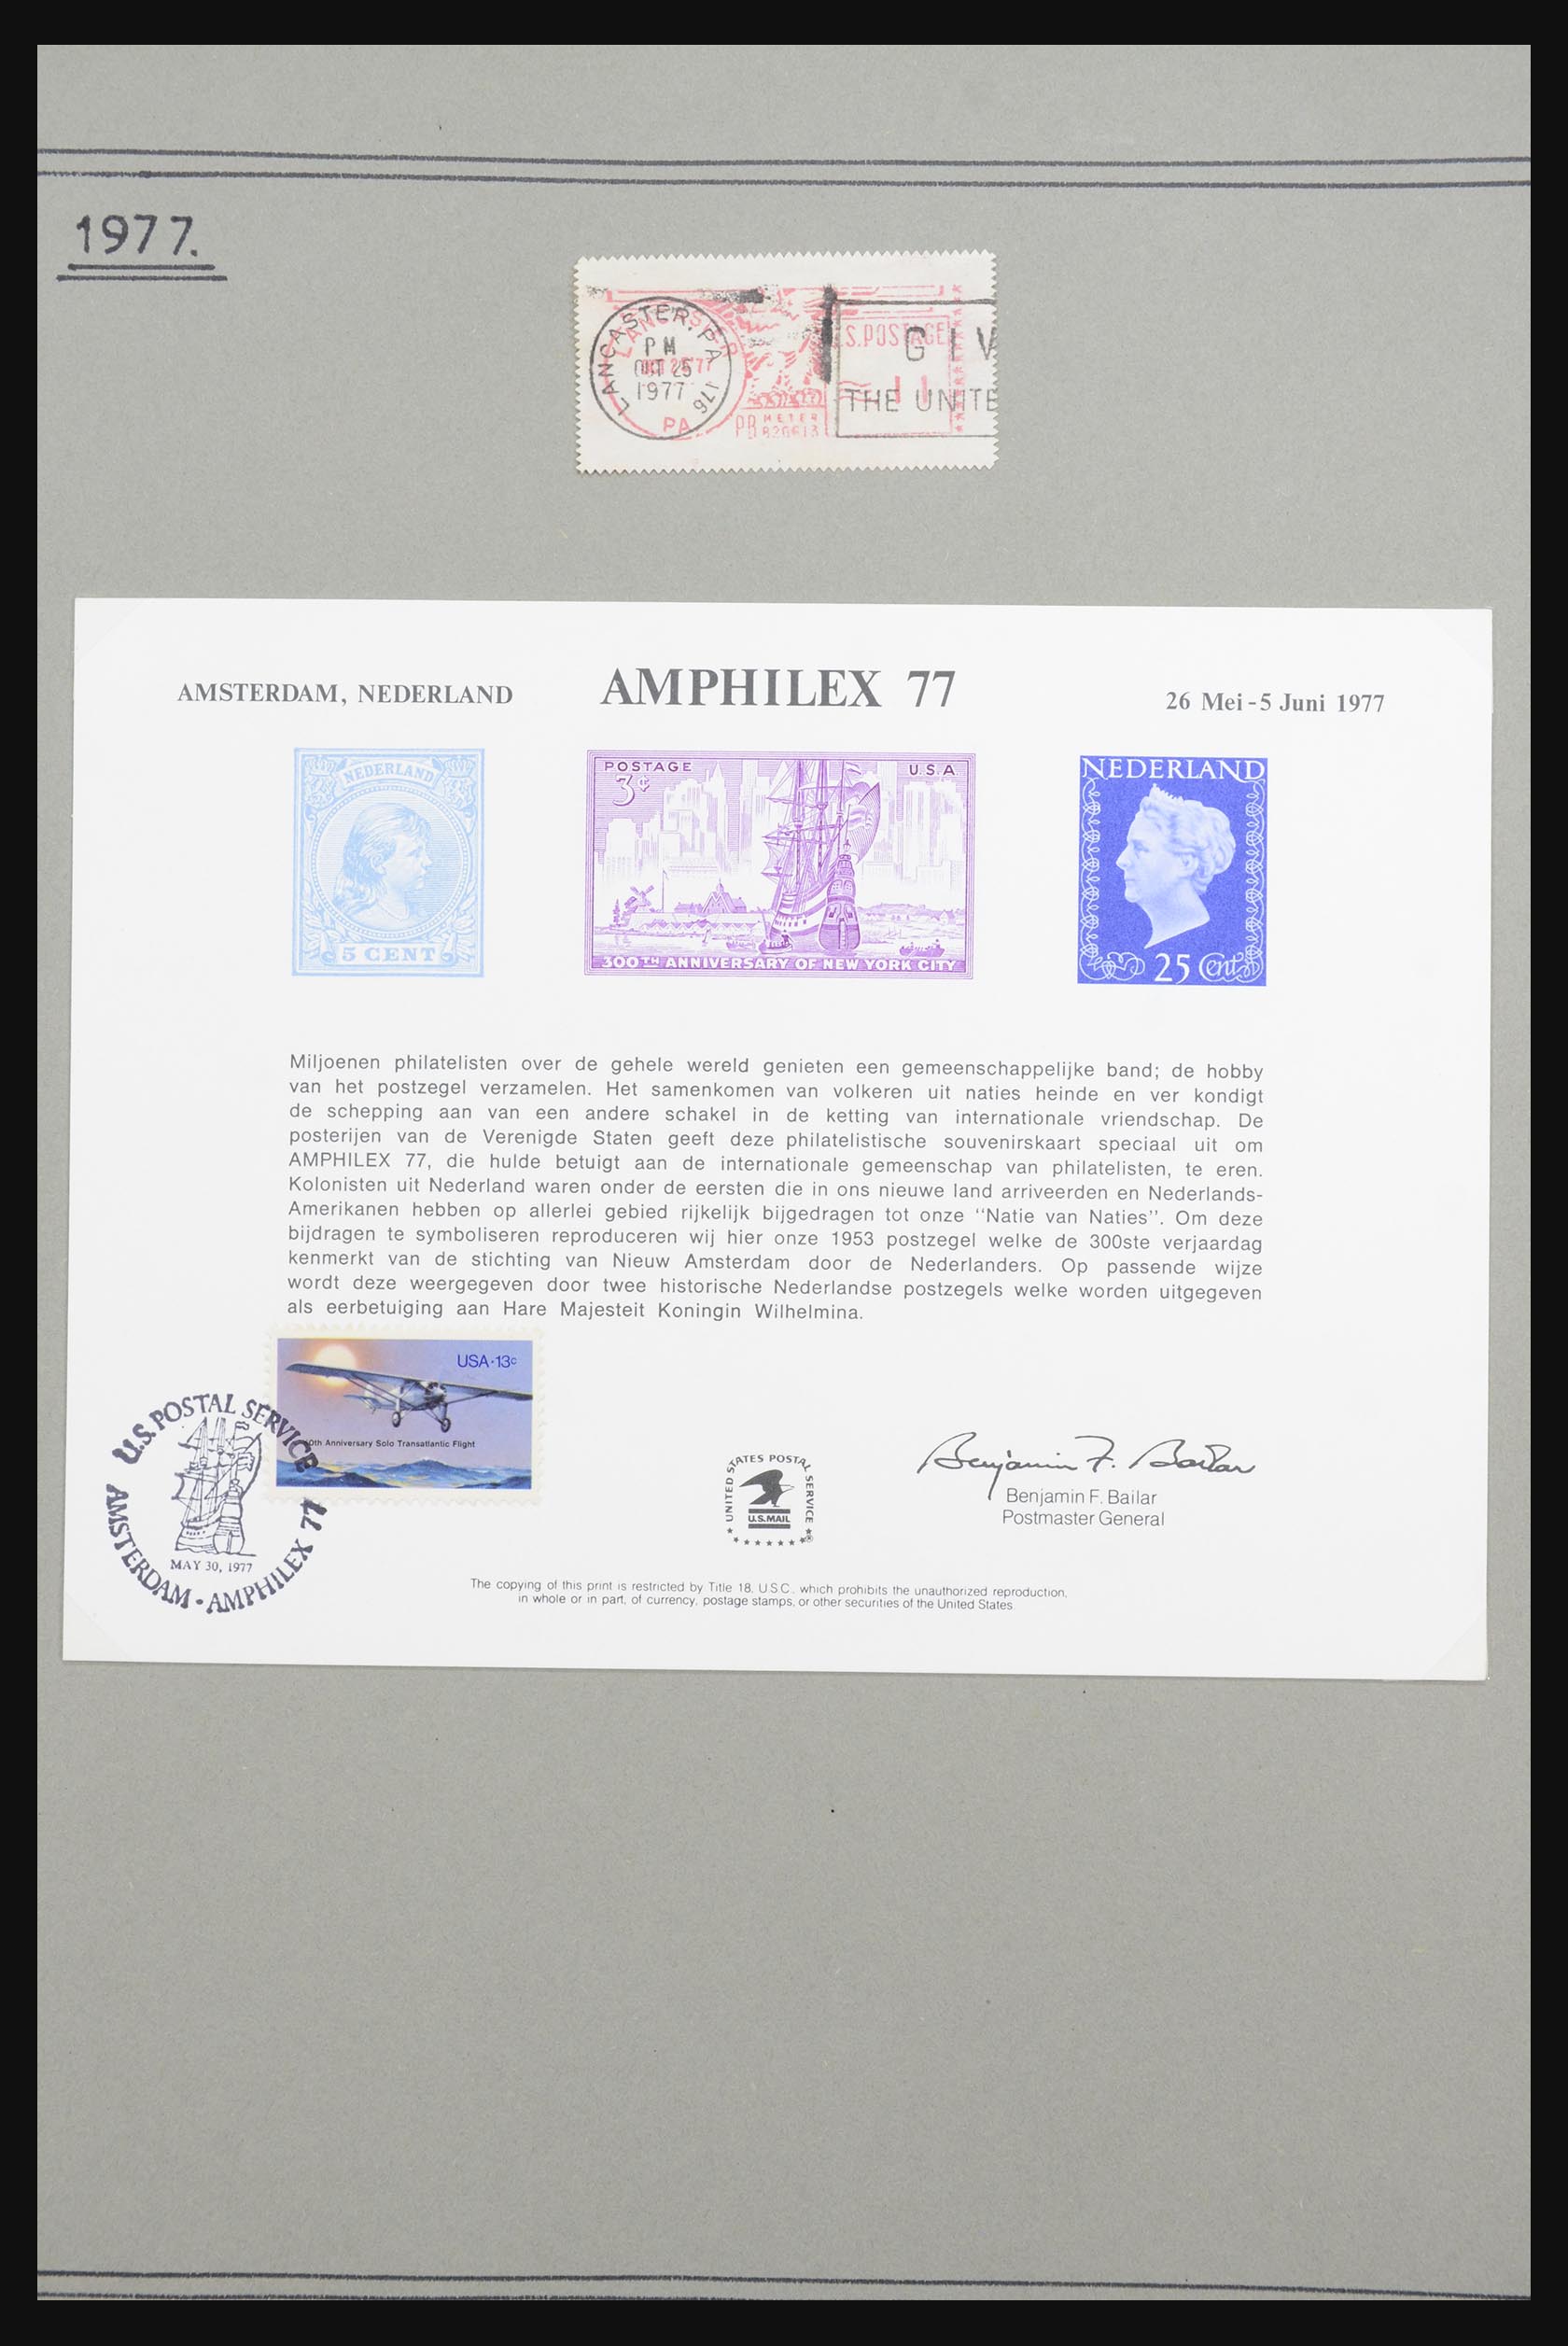 1977.
LANCASTER, PA 176
PM
OCT 25
1977
PA
PB METER
820613
U.S.POSTAGE
GIV
THE UNITE
AMSTERDAM, NEDERLAND
AMPHILEX 77
26 Mei-5 Juni 1977
NEDERLAND
5 CENT
POSTAGE
3¢
U.S.A.
300TH ANNIVERSARY OF NEW YORK CITY
NEDERLAND
25 Cent
Miljoenen philatelisten over de gehele wereld genieten een gemeenschappelijke band; de hobby
van het postzegel verzamelen. Het samenkomen van volkeren uit naties heinde en ver kondigt
de schepping aan van een andere schakel in de ketting van internationale vriendschap. De
posterijen van de Verenigde Staten geeft deze philatelistische souvenirskaart speciaal uit om
AMPHILEX 77, die hulde betuigt aan de internationale gemeenschap van philatelisten, te eren.
Kolonisten uit Nederland waren onder de eersten die in ons nieuwe land arriveerden en Nederlands-
Amerikanen hebben op allerlei gebied rijkelijk bijgedragen tot onze "Natie van Naties". Om deze
bijdragen te symboliseren reproduceren wij hier onze 1953 postzegel welke de 300ste verjaardag
kenmerkt van de stichting van Nieuw Amsterdam door de Nederlanders. Op passende wijze
wordt deze weergegeven door twee historische Nederlandse postzegels welke worden uitgegeven
als eerbetuiging aan Hare Majesteit Koningin Wilhelmina.
USA·13c
50th Anniversary Solo Transatlantic Flight
U.S. POSTAL SERVICE
MAY 30, 1977
AMSTERDAM · AMPHILEX 77
UNITED STATES POSTAL SERVICE
U.S.MAIL
Benjamin F. Bailar
Benjamin F. Bailar
Postmaster General
The copying of this print is restricted by Title 18, U.S.C., which prohibits the unauthorized reproduction,
in whole or in part, of currency, postage stamps, or other securities of the United States.